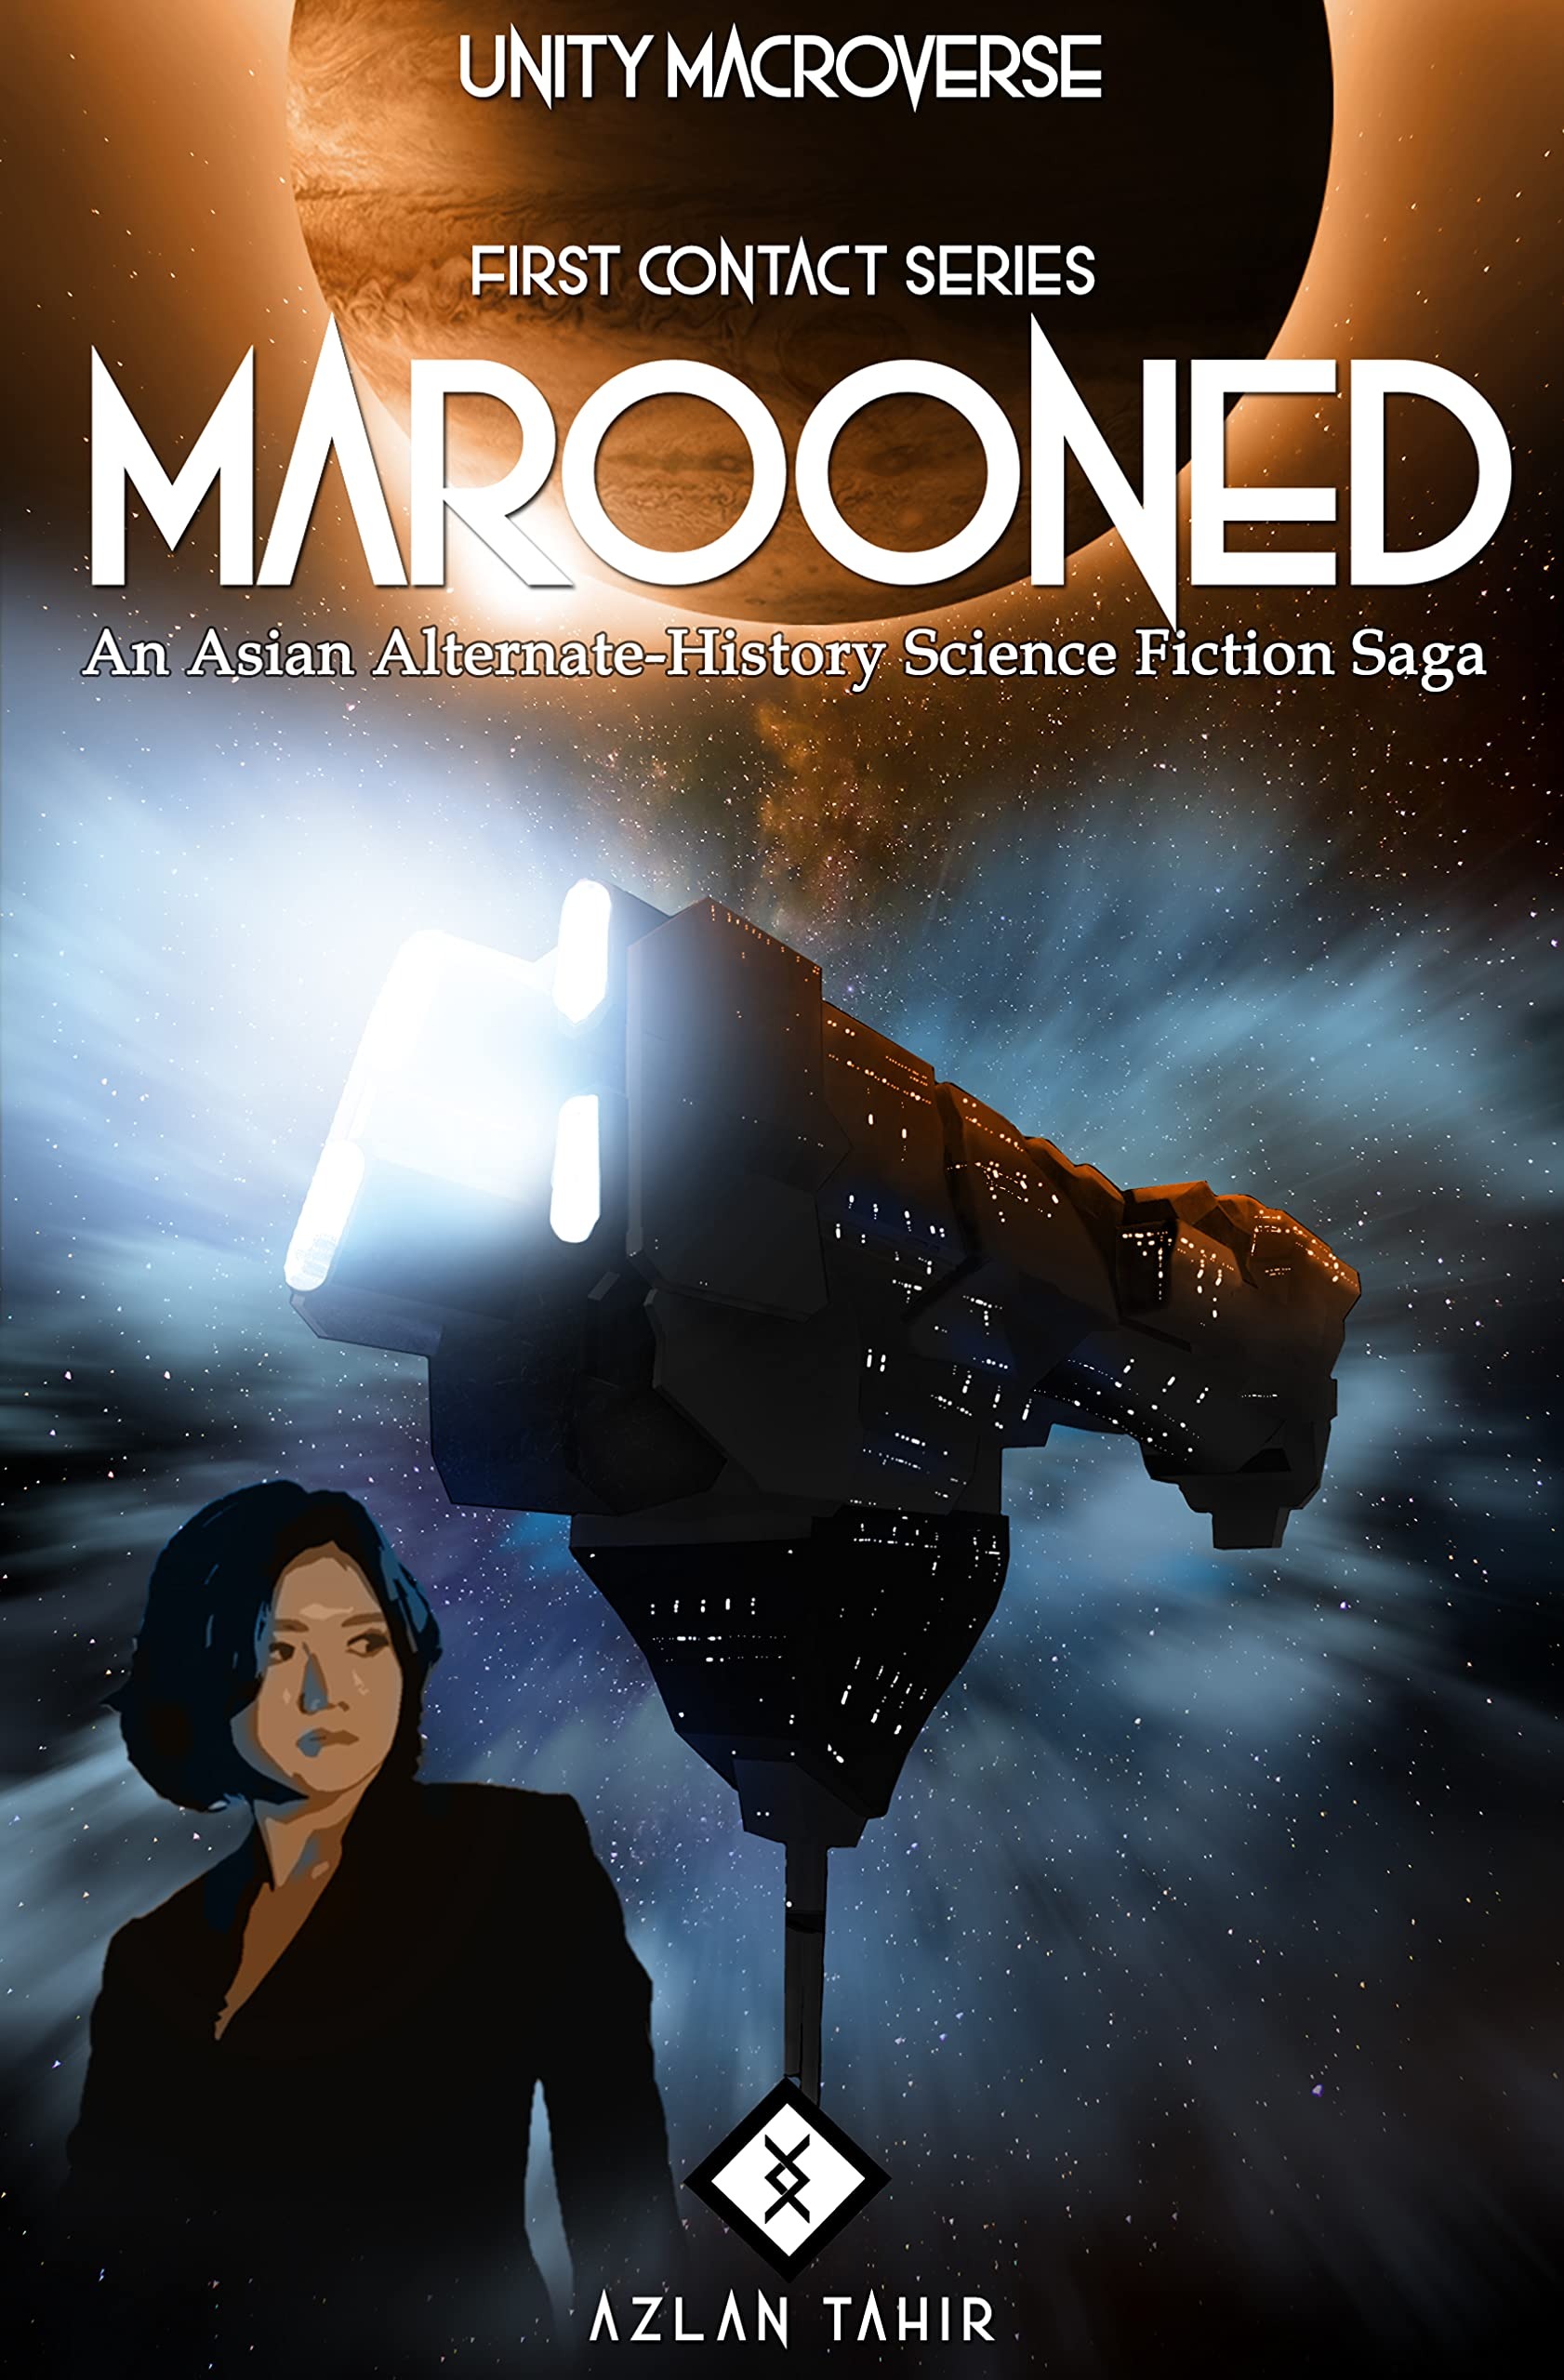 UNITY MACROVERSE
FIRST CONTACT SERIES
MAROONED
An Asian Alternate-History Science Fiction Saga
AZLAN TAHIR